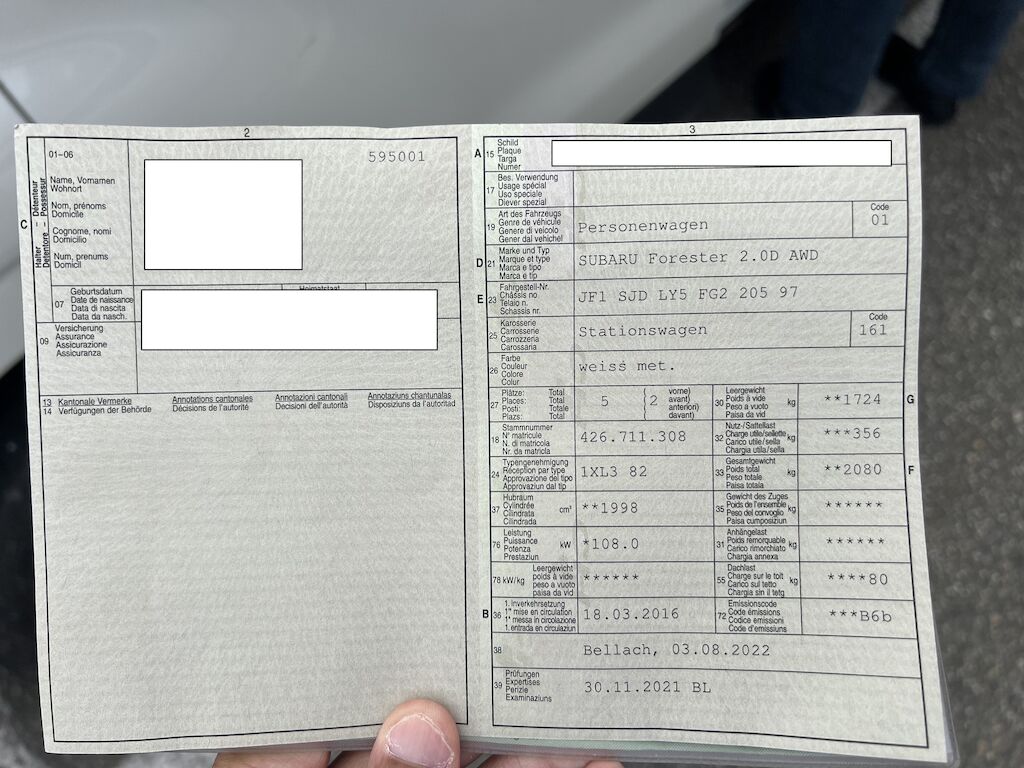 2
01–06
595001
C
Halter – Détenteur
Detentore – Possessur
Name, Vornamen
Wohnort
Nom, prénoms
Domicile
Cognome, nomi
Domicilio
Num, prenums
Domicil
07
Geburtsdatum
Date de naissance
Data di nascita
Data da nasch.
09
Versicherung
Assurance
Assicurazione
Assicuranza
13 Kantonale Vermerke
14 Verfügungen der Behörde
Annotations cantonales
Décisions de l'autorité
Annotazioni cantonali
Decisioni dell'autorità
Annotaziuns chantunalas
Disposiziuns da l'autoritad
3
A 15
Schild
Plaque
Targa
Numer
17
Bes. Verwendung
Usage spécial
Uso speciale
Diever spezial
19
Art des Fahrzeugs
Genre de véhicule
Genere di veicolo
Gener dal vehichel
Personenwagen
Code
01
D 21
Marke und Typ
Marque et type
Marca e tipo
Marca e tip
SUBARU Forester 2.0D AWD
E 23
Fahrgestell-Nr.
Châssis no
Telaio n.
Schassis nr.
JF1 SJD LY5 FG2 205 97
25
Karosserie
Carrosserie
Carrozzeria
Carossaria
Stationswagen
Code
161
26
Farbe
Couleur
Colore
Colur
weiss met.
27
Plätze: Total
Places: Total
Posti: Totale
Plazs: Total
5 ( 2
vorne)
avant)
anteriori)
davant)
30
Leergewicht
Poids à vide
Peso a vuoto
Paisa da vid
kg
**1724
G
18
Stammnummer
N° matricule
N. di matricola
Nr. da matricla
426.711.308
32
Nutz-/Sattellast
Charge utile/sellette
Carico utile/sella
Chargia utila/sella
kg
***356
24
Typengenehmigung
Réception par type
Approvazione del tipo
Approvaziun dal tip
1XL3 82
33
Gesamtgewicht
Poids total
Peso totale
Paisa totala
kg
**2080
F
37
Hubraum
Cylindrée
Cilindrata
Cilindrada
cm³
**1998
35
Gewicht des Zuges
Poids de l'ensemble
Peso del convoglio
Paisa cumposiziun
kg
******
76
Leistung
Puissance
Potenza
Prestaziun
kW
*108.0
31
Anhängelast
Poids remorquable
Carico rimorchiato
Chargia annexa
kg
******
78 kW/kg
Leergewicht
poids à vide
peso a vuoto
paisa da vid
******
55
Dachlast
Charge sur le toit
Carico sul tetto
Chargia sin il tetg
kg
****80
B 36
1. Inverkehrsetzung
1re mise en circulation
1a messa in circolazione
1. entrada en circulaziun
18.03.2016
72
Emissionscode
Code émissions
Codice emissioni
Code d'emissiuns
***B6b
38
Bellach, 03.08.2022
39
Prüfungen
Expertises
Perizie
Examinaziuns
30.11.2021 BL